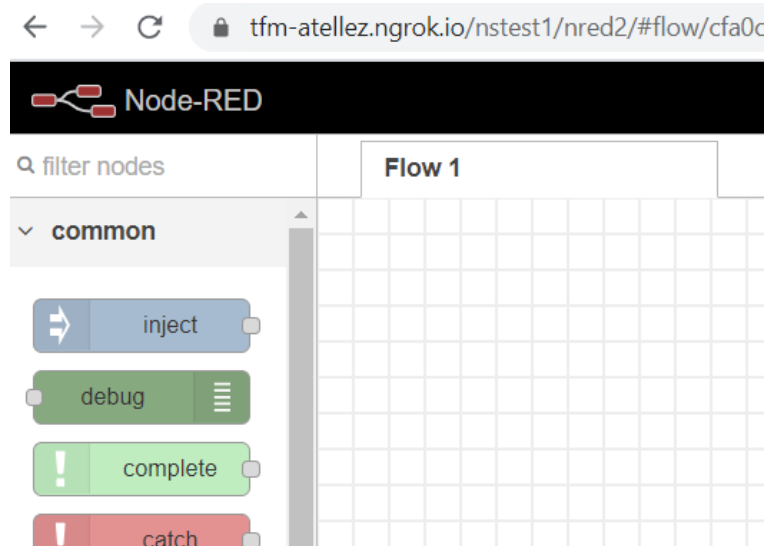 tfm-atellez.ngrok.io/nstest1/nred2/#flow/cfa0c
Node-RED
filter nodes
Flow 1
common
inject
debug
complete
catch